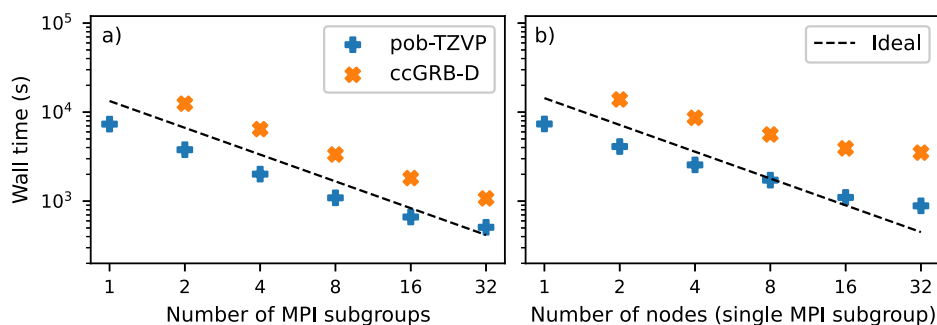 a)
pob-TZVP
ccGRB-D
Wall time (s)
10^5
10^4
10^3
1 2 4 8 16 32
Number of MPI subgroups
b)
Ideal
1 2 4 8 16 32
Number of nodes (single MPI subgroup)